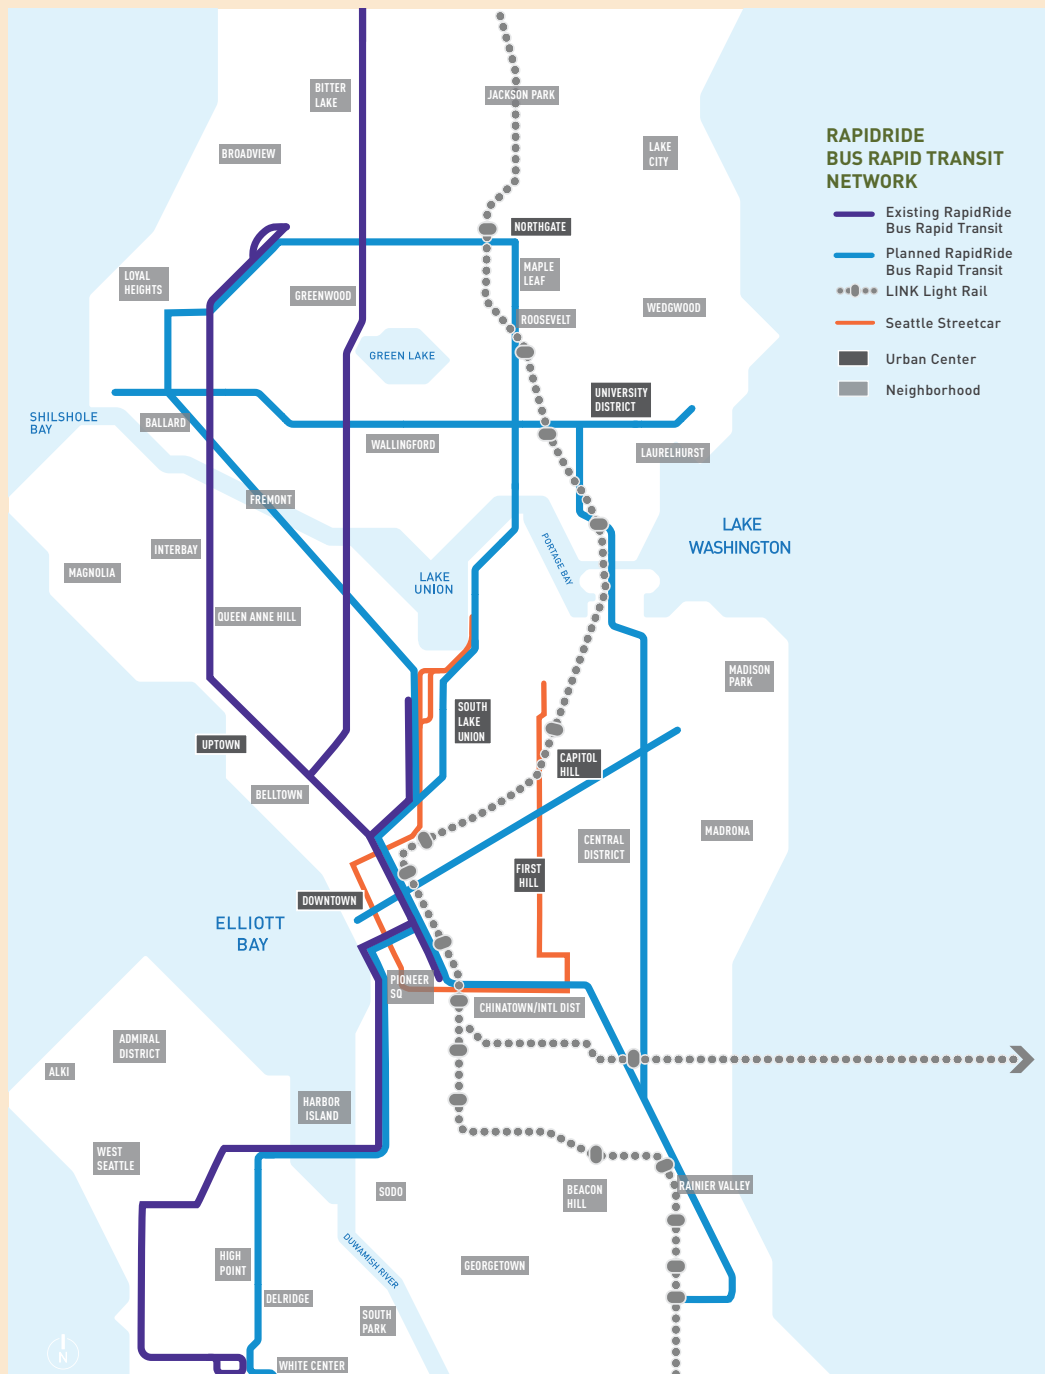 BITTER
LAKE
JACKSON PARK
BROADVIEW
LAKE
CITY
RAPIDRIDE
BUS RAPID TRANSIT
NETWORK
Existing RapidRide
Bus Rapid Transit
Planned RapidRide
Bus Rapid Transit
LINK Light Rail
Seattle Streetcar
Urban Center
Neighborhood
NORTHGATE
LOYAL
HEIGHTS
MAPLE
LEAF
GREENWOOD
WEDGWOOD
ROOSEVELT
GREEN LAKE
UNIVERSITY
DISTRICT
SHILSHOLE
BAY
BALLARD
WALLINGFORD
LAURELHURST
FREMONT
LAKE
WASHINGTON
INTERBAY
PORTAGE BAY
MAGNOLIA
LAKE
UNION
QUEEN ANNE HILL
MADISON
PARK
SOUTH
LAKE
UNION
UPTOWN
CAPITOL
HILL
BELLTOWN
MADRONA
CENTRAL
DISTRICT
FIRST
HILL
DOWNTOWN
ELLIOTT
BAY
PIONEER
SQ
CHINATOWN/INTL DIST
ADMIRAL
DISTRICT
ALKI
HARBOR
ISLAND
WEST
SEATTLE
SODO
BEACON
HILL
RAINIER VALLEY
HIGH
POINT
DUWAMISH RIVER
GEORGETOWN
DELRIDGE
SOUTH
PARK
N
WHITE CENTER